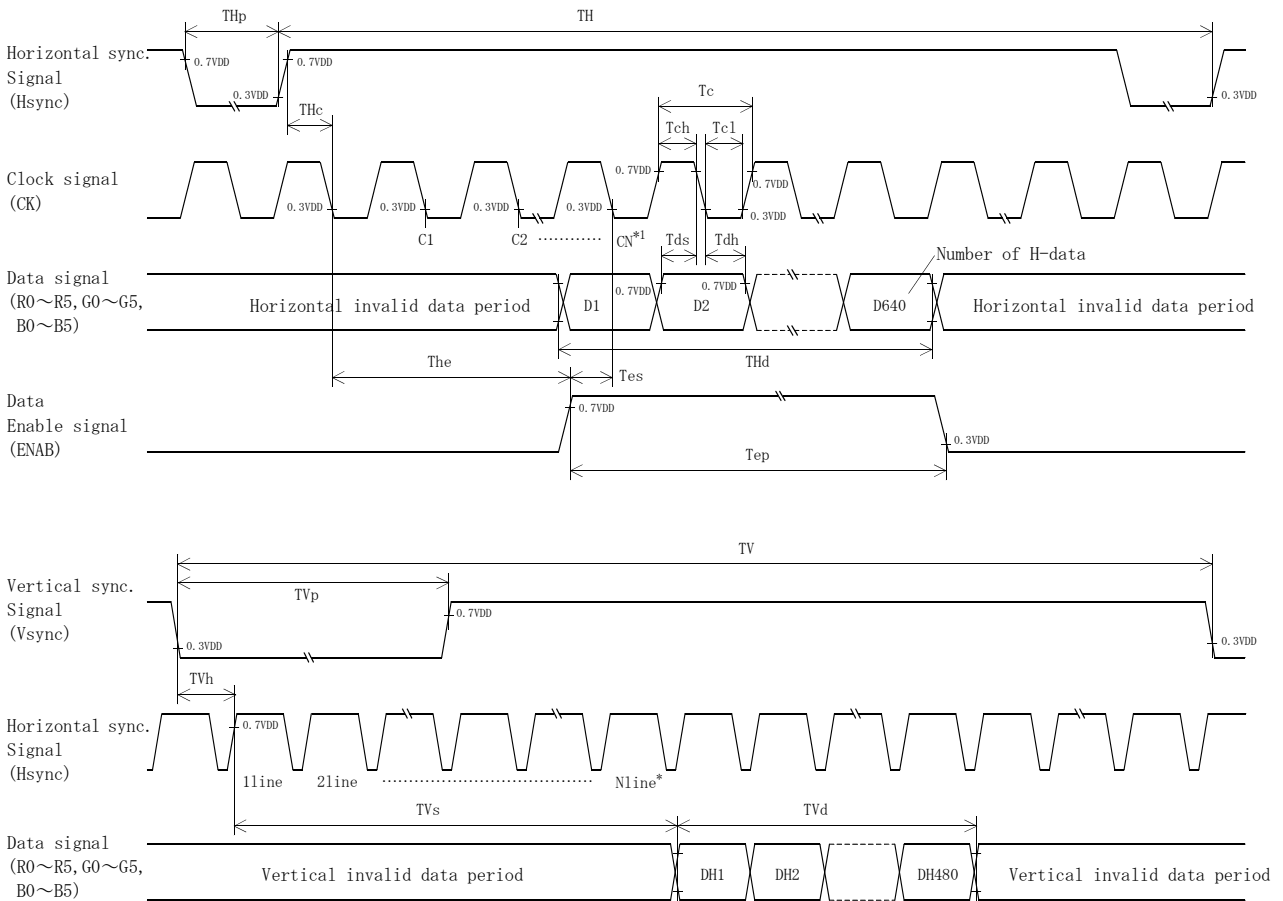 THp
TH
Horizontal sync.
Signal
(Hsync)
0.7VDD
0.7VDD
0.3VDD
0.3VDD
THc
Tc
Tch
Tcl
Clock signal
(CK)
0.7VDD
0.7VDD
0.3VDD
0.3VDD
0.3VDD
0.3VDD
0.3VDD
C1
C2
…………
CN*1
Tds
Tdh
Number of H-data
Data signal
(R0～R5,G0～G5,
B0～B5)
0.7VDD
0.7VDD
Horizontal invalid data period
D1
D2
D640
Horizontal invalid data period
The
Tes
THd
Data
Enable signal
(ENAB)
0.7VDD
0.3VDD
Tep
TV
Vertical sync.
Signal
(Vsync)
TVp
0.7VDD
0.3VDD
0.3VDD
TVh
Horizontal sync.
Signal
(Hsync)
0.7VDD
1line
2line
……………………………
Nline*
TVs
TVd
Data signal
(R0～R5,G0～G5,
B0～B5)
Vertical invalid data period
DH1
DH2
DH480
Vertical invalid data period